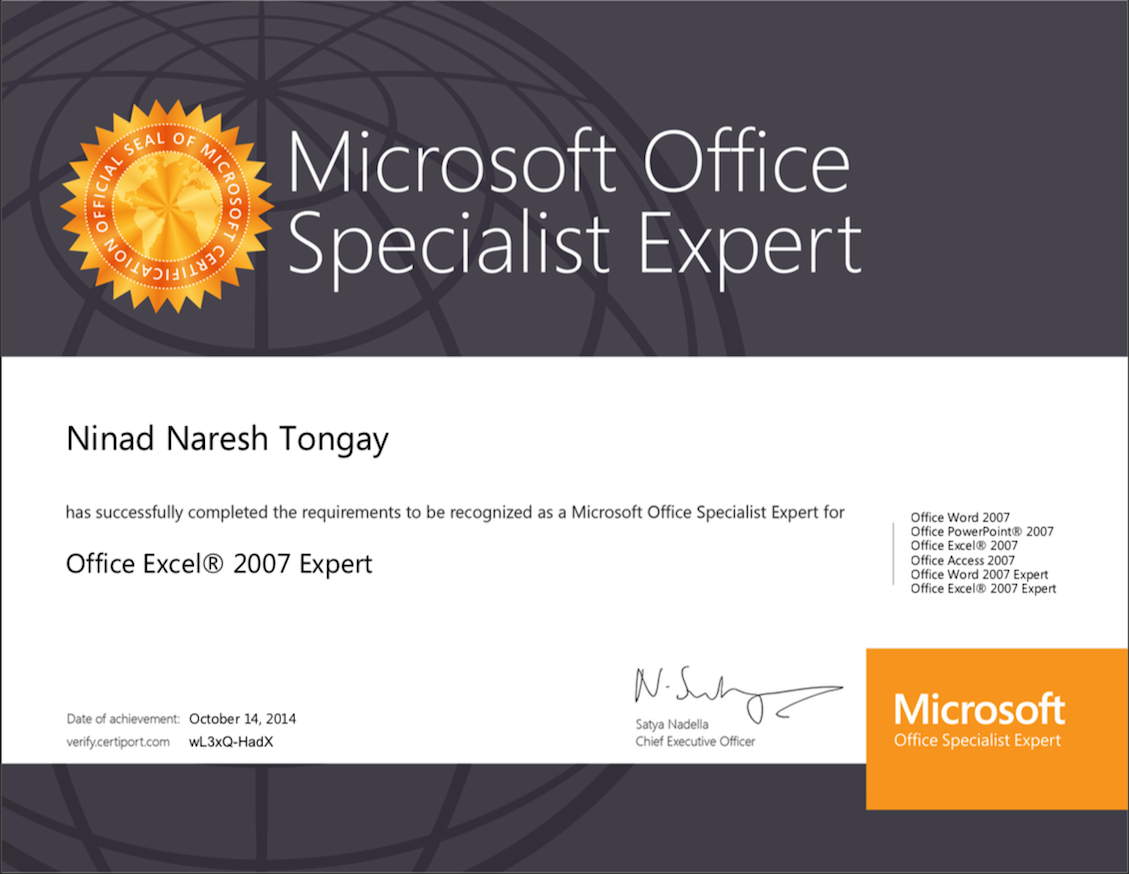 OFFICIAL SEAL OF MICROSOFT CERTIFICATION
Microsoft Office
Specialist Expert
Ninad Naresh Tongay
has successfully completed the requirements to be recognized as a Microsoft Office Specialist Expert for
Office Excel® 2007 Expert
Office Word 2007
Office PowerPoint® 2007
Office Excel® 2007
Office Access 2007
Office Word 2007 Expert
Office Excel® 2007 Expert
Date of achievement: October 14, 2014
verify.certiport.com wL3xQ-HadX
N. Satya
Satya Nadella
Chief Executive Officer
Microsoft
Office Specialist Expert